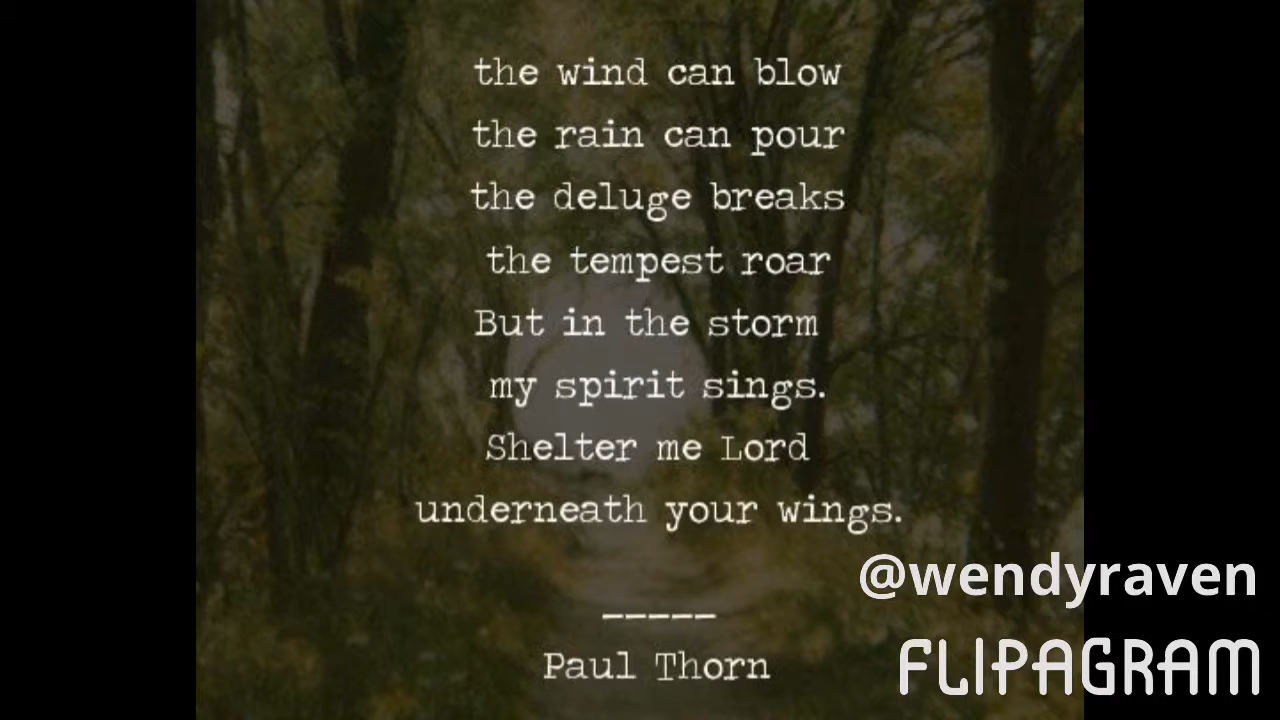 the wind can blow
the rain can pour
the deluge breaks
the tempest roar
But in the storm
my spirit sings.
Shelter me Lord
underneath your wings.
-----
Paul Thorn
@wendyraven
FLIPAGRAM